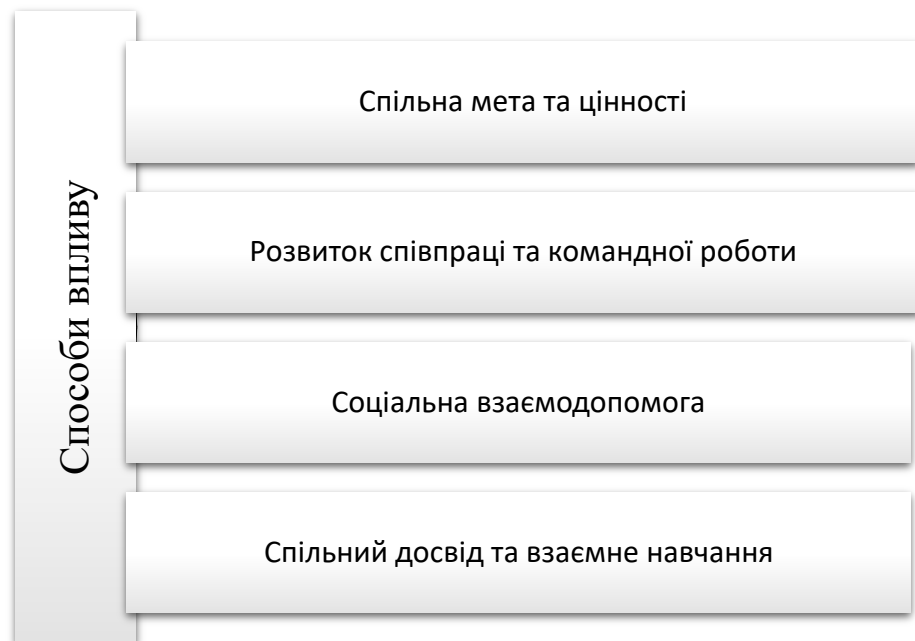 Способи впливу
Спільна мета та цінності
Розвиток співпраці та командної роботи
Соціальна взаємодопомога
Спільний досвід та взаємне навчання